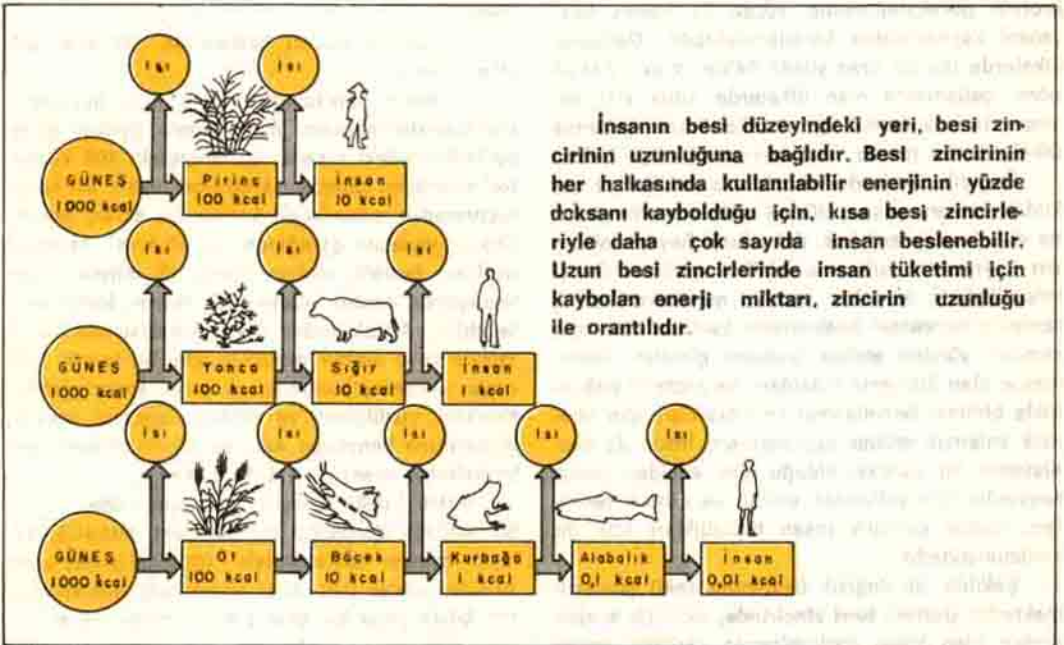 Isı
Isı
GÜNEŞ
1000 kcal
Pirinç
100 kcal
İnsan
10 kcal
İnsanın besi düzeyindeki yeri, besi zin-
cirinin uzunluğuna bağlıdır. Besi zincirinin
her halkasında kullanılabilir enerjinin yüzde
doksanı kaybolduğu için, kısa besi zincirle-
riyle daha çok sayıda insan beslenebilir.
Uzun besi zincirlerinde insan tüketimi için
kaybolan enerji miktarı, zincirin uzunluğu
ile orantılıdır.
Isı
Isı
Isı
GÜNEŞ
1000 kcal
Yonca
100 kcal
Sığır
10 kcal
İnsan
1 kcal
Isı
Isı
Isı
Isı
Isı
GÜNEŞ
1000 kcal
Ot
100 kcal
Böcek
10 kcal
Kurbağa
1 kcal
Alabalık
0,1 kcal
İnsan
0,01 kcal